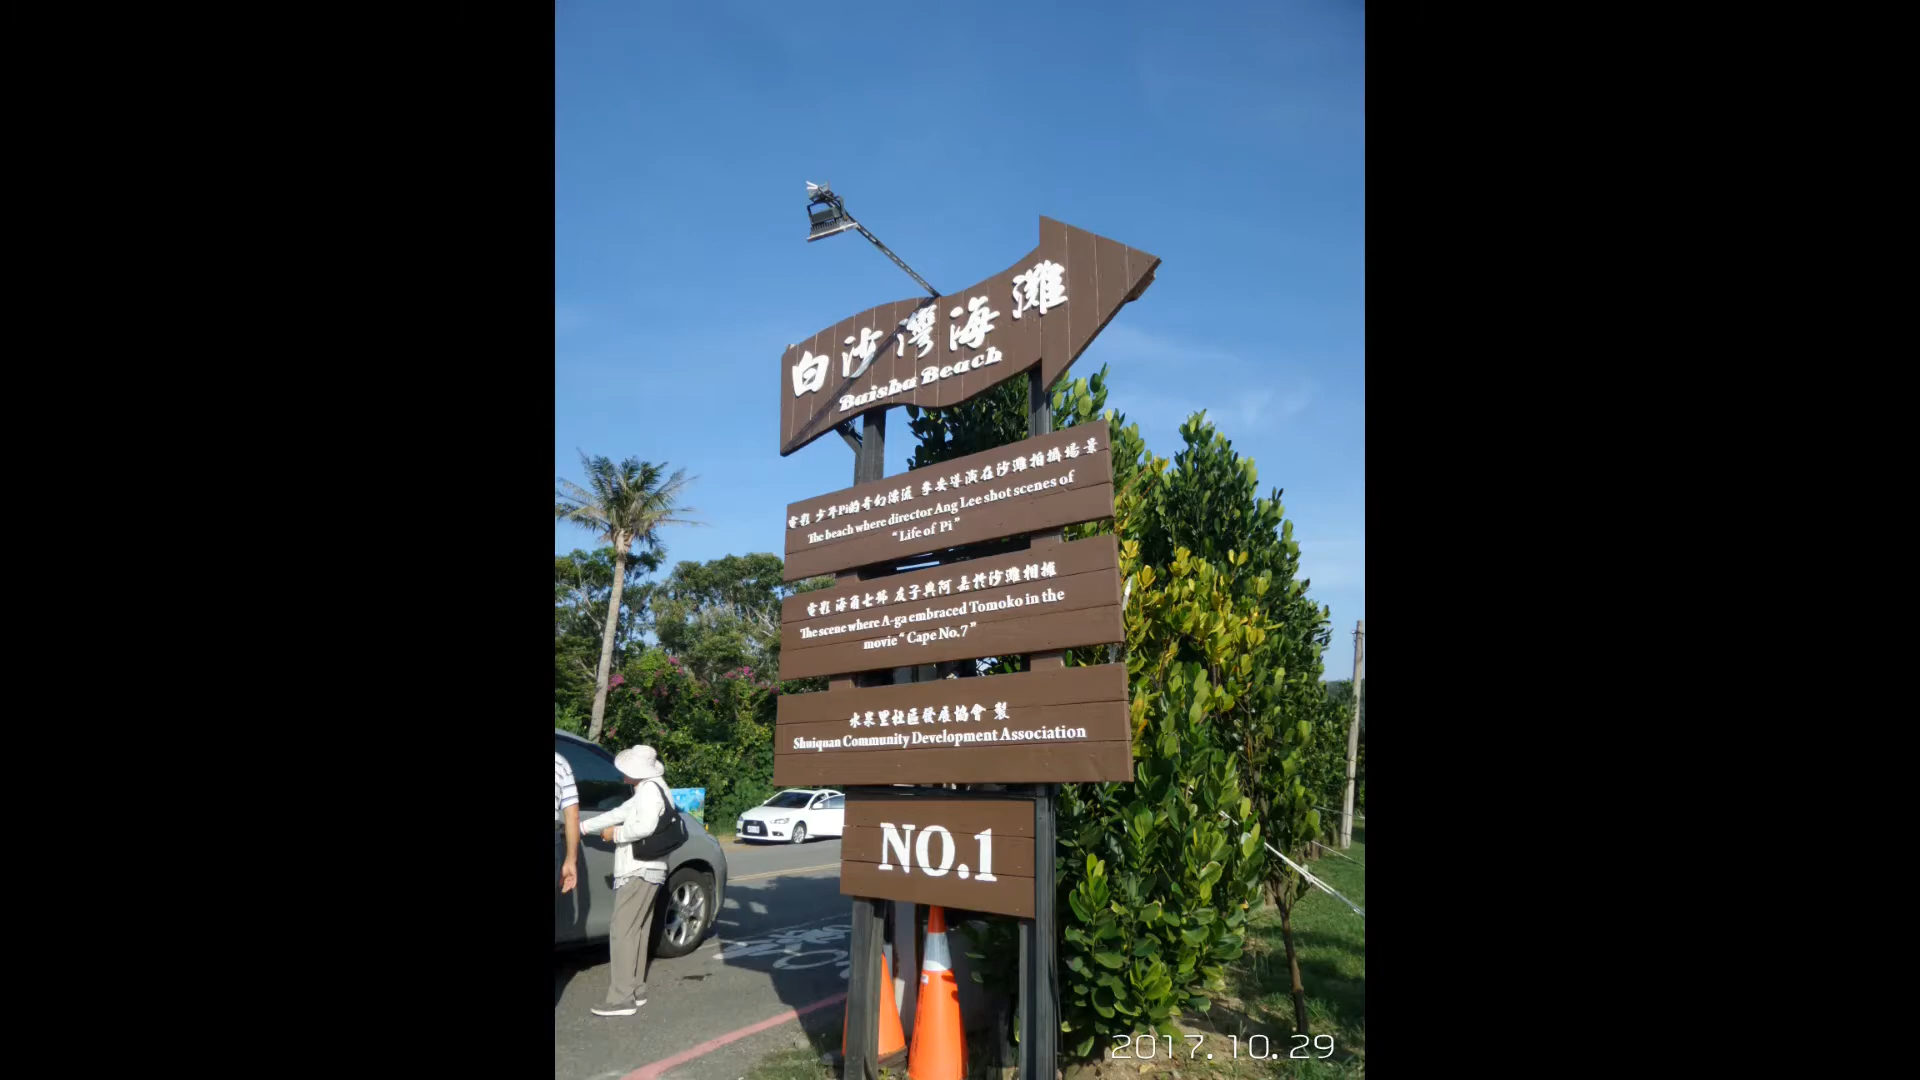 白沙灣海灘
Baisha Beach
電影 少年Pi的奇幻漂流 李安導演在沙灘拍攝場景
The beach where director Ang Lee shot scenes of
“Life of Pi”
電影 海角七號 友子與阿嘉於沙灘相擁
The scene where A-ga embraced Tomoko in the
movie “Cape No.7”
水泉里社區發展協會 製
Shuiquan Community Development Association
NO.1
2017.10.29